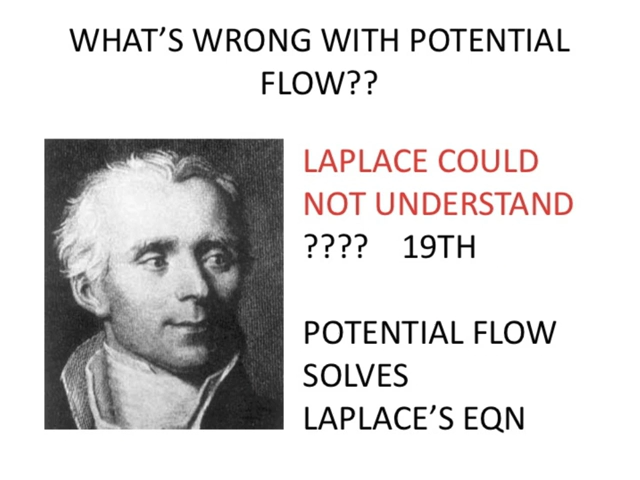 WHAT’S WRONG WITH POTENTIAL
FLOW??
LAPLACE COULD
NOT UNDERSTAND
???? 19TH
POTENTIAL FLOW
SOLVES
LAPLACE’S EQN